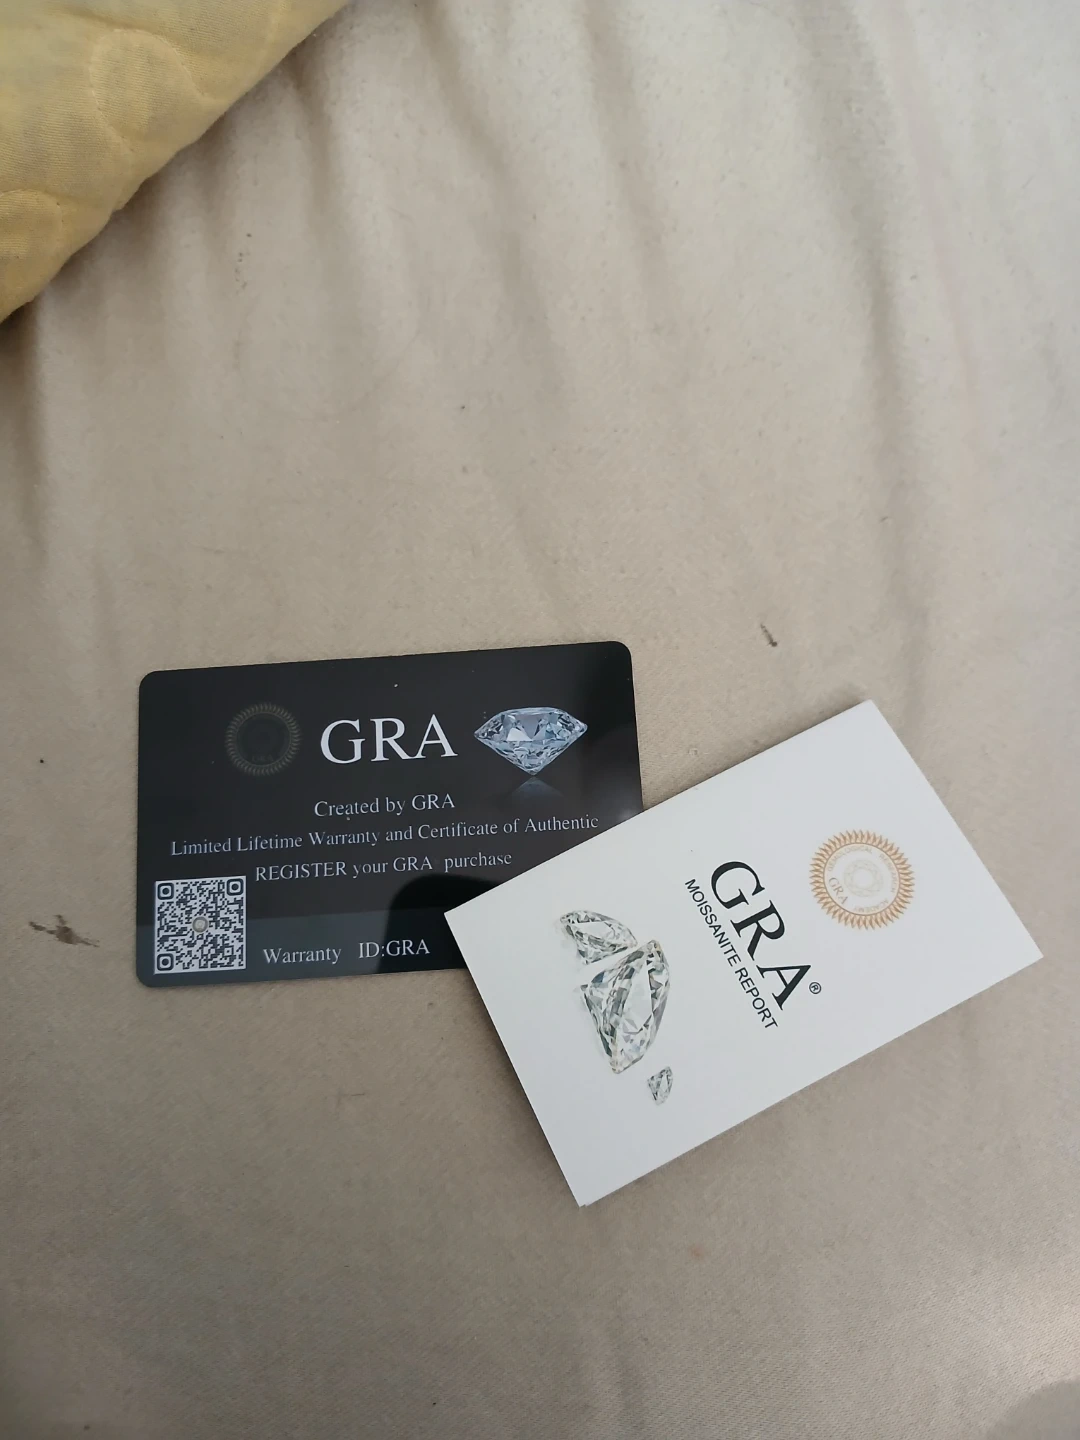 GRA
Created by GRA
Limited Lifetime Warranty and Certificate of Authentic
REGISTER your GRA purchase
Warranty ID:GRA
GRA®
MOISSANITE REPORT
GRA